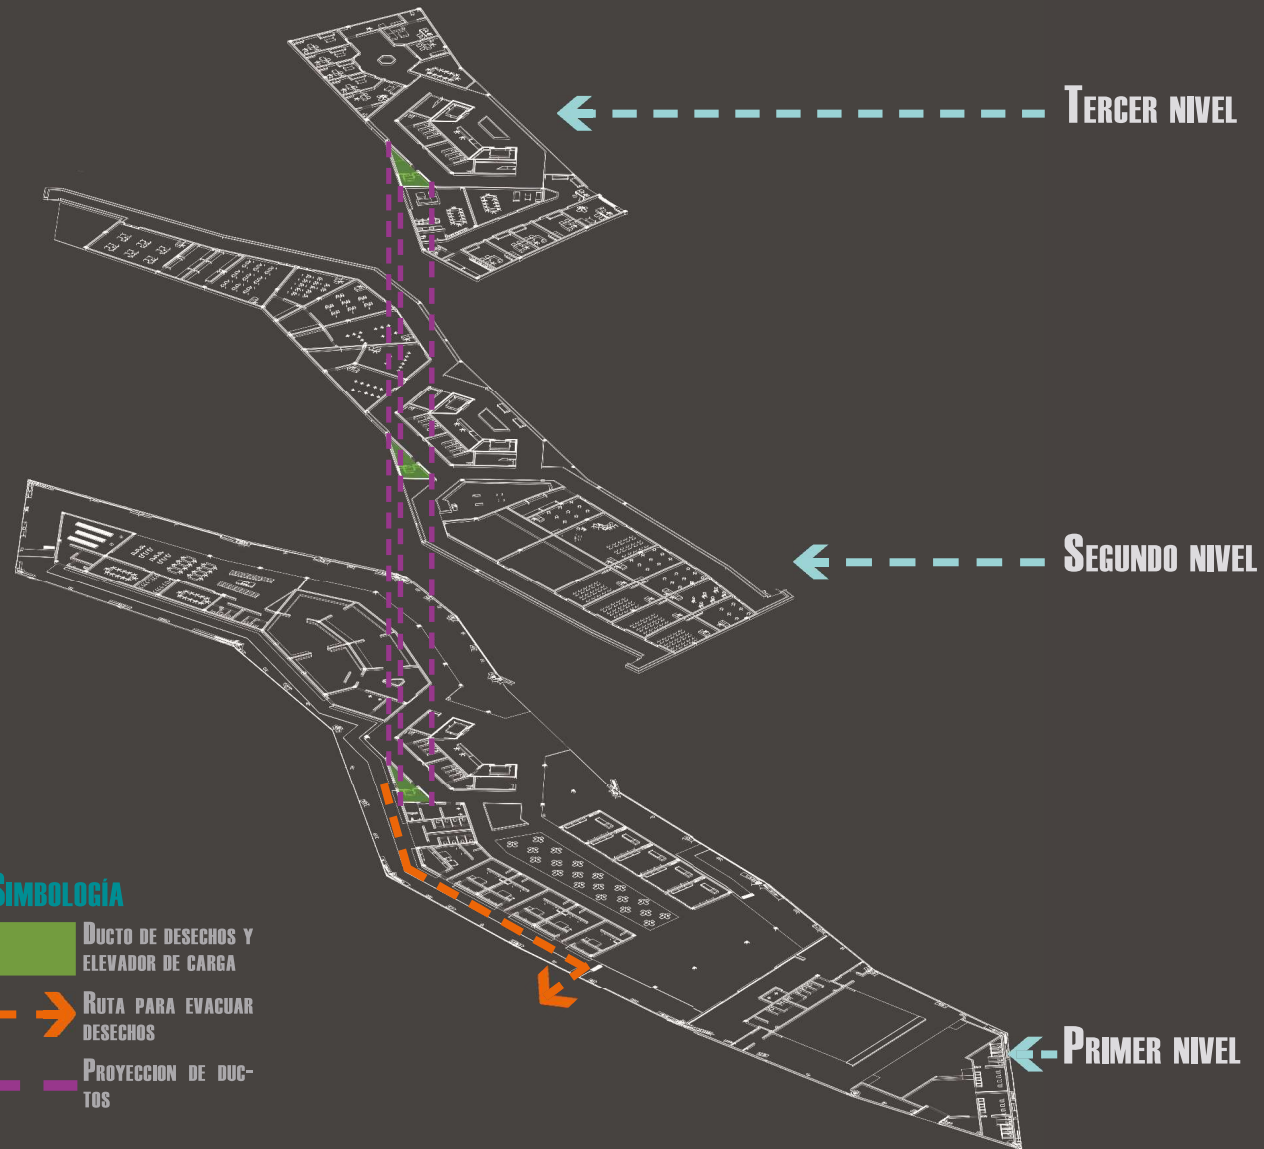 TERCER NIVEL
SEGUNDO NIVEL
PRIMER NIVEL
SIMBOLOGÍA
DUCTO DE DESECHOS Y
ELEVADOR DE CARGA
RUTA PARA EVACUAR
DESECHOS
PROYECCION DE DUC-
TOS